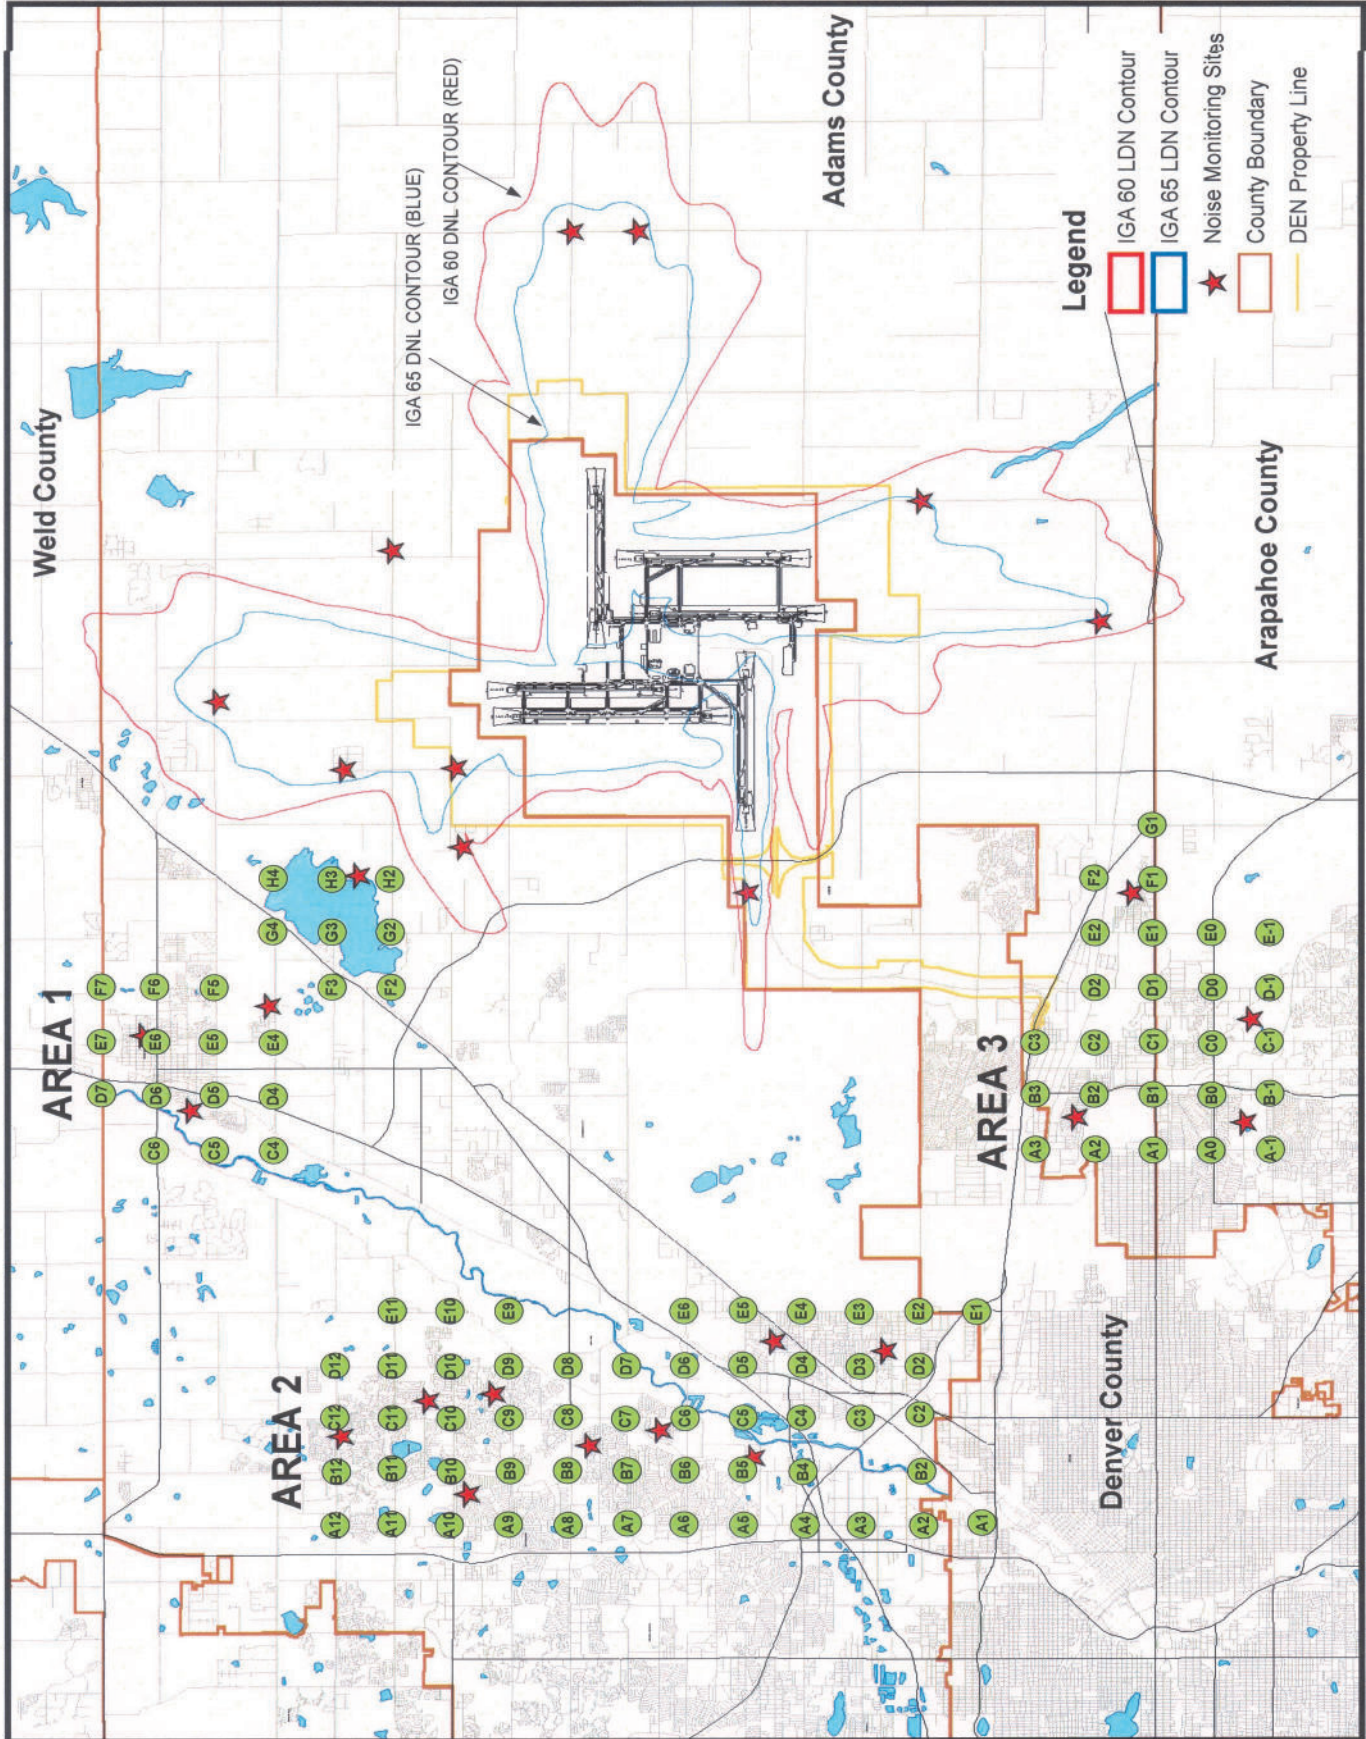 Weld County
AREA 1
D7 E7 F7
C6 D6 E6 F6
C5 D5 E5 F5
C4 D4 E4 G4 H4
F3 G3 H3
F2 G2 H2
AREA 2
A12 B12 C12 D12
A11 B11 C11 D11 E11
A10 B10 C10 D10 E10
A9 B9 C9 D9 E9
A8 B8 C8 D8
A7 B7 C7 D7
A6 B6 C6 D6 E6
A5 B5 C5 D5 E5
A4 B4 C4 D4 E4
A3 C3 D3 E3
A2 B2 C2 D2 E2
A1 E1
IGA 65 DNL CONTOUR (BLUE)
IGA 60 DNL CONTOUR (RED)
Adams County
AREA 3
A3 B3 C3
A2 B2 C2 D2 E2 F2
A1 B1 C1 D1 E1 F1 G1
A0 B0 C0 D0 E0
A-1 B-1 C-1 D-1 E-1
Denver County
Arapahoe County
Legend
IGA 60 LDN Contour
IGA 65 LDN Contour
Noise Monitoring Sites
County Boundary
DEN Property Line